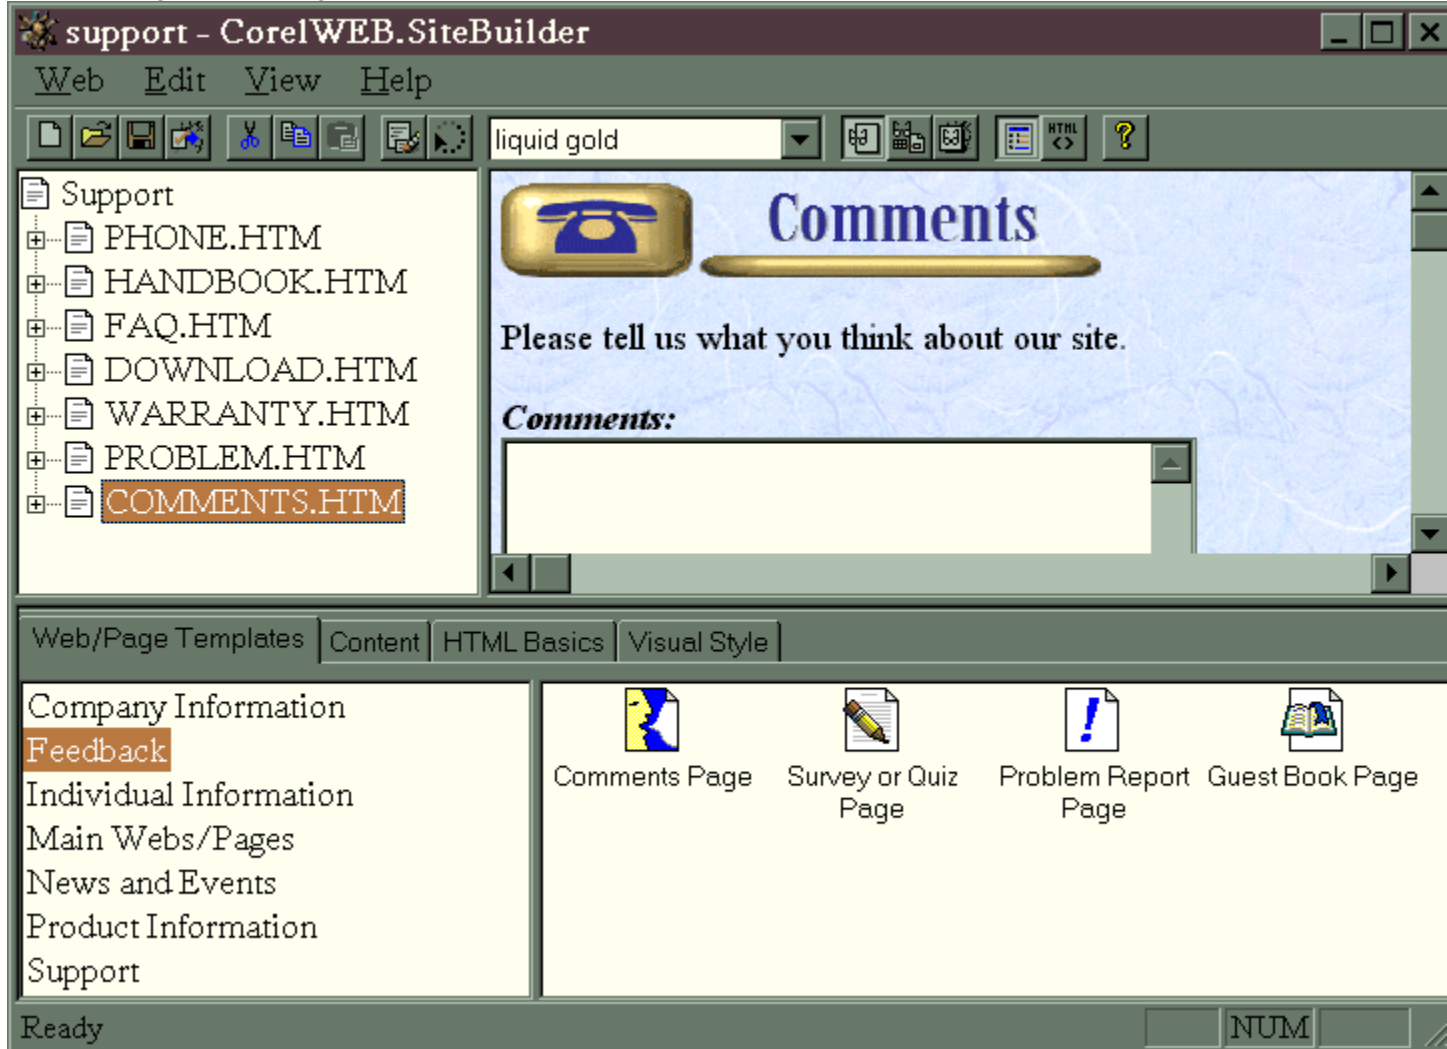 support - CorelWEB.SiteBuilder
Web Edit View Help
liquid gold
HTML
Support
PHONE.HTM
HANDBOOK.HTM
FAQ.HTM
DOWNLOAD.HTM
WARRANTY.HTM
PROBLEM.HTM
COMMENTS.HTM
Comments
Please tell us what you think about our site.
Comments:
Web/Page Templates Content HTML Basics Visual Style
Company Information
Feedback
Individual Information
Main Webs/Pages
News and Events
Product Information
Support
Comments Page
Survey or Quiz
Page
Problem Report
Page
Guest Book Page
Ready NUM